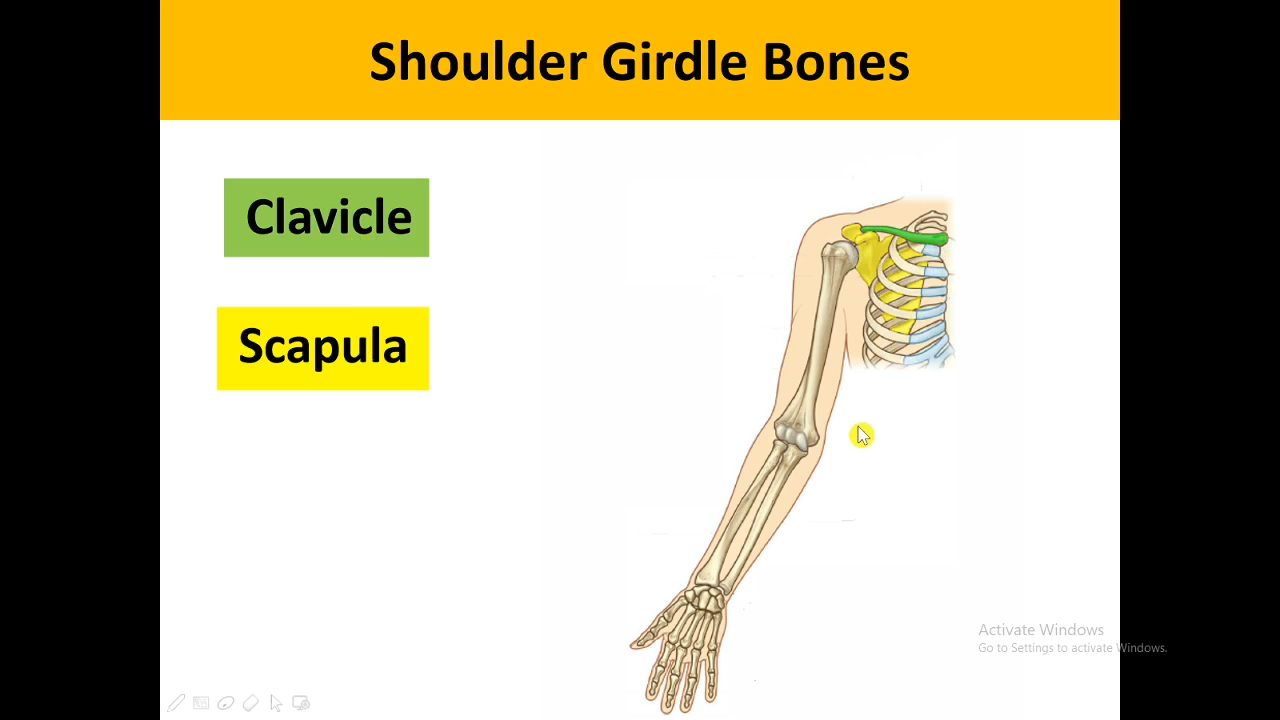 Shoulder Girdle Bones
Clavicle
Scapula
Activate Windows
Go to Settings to activate Windows.